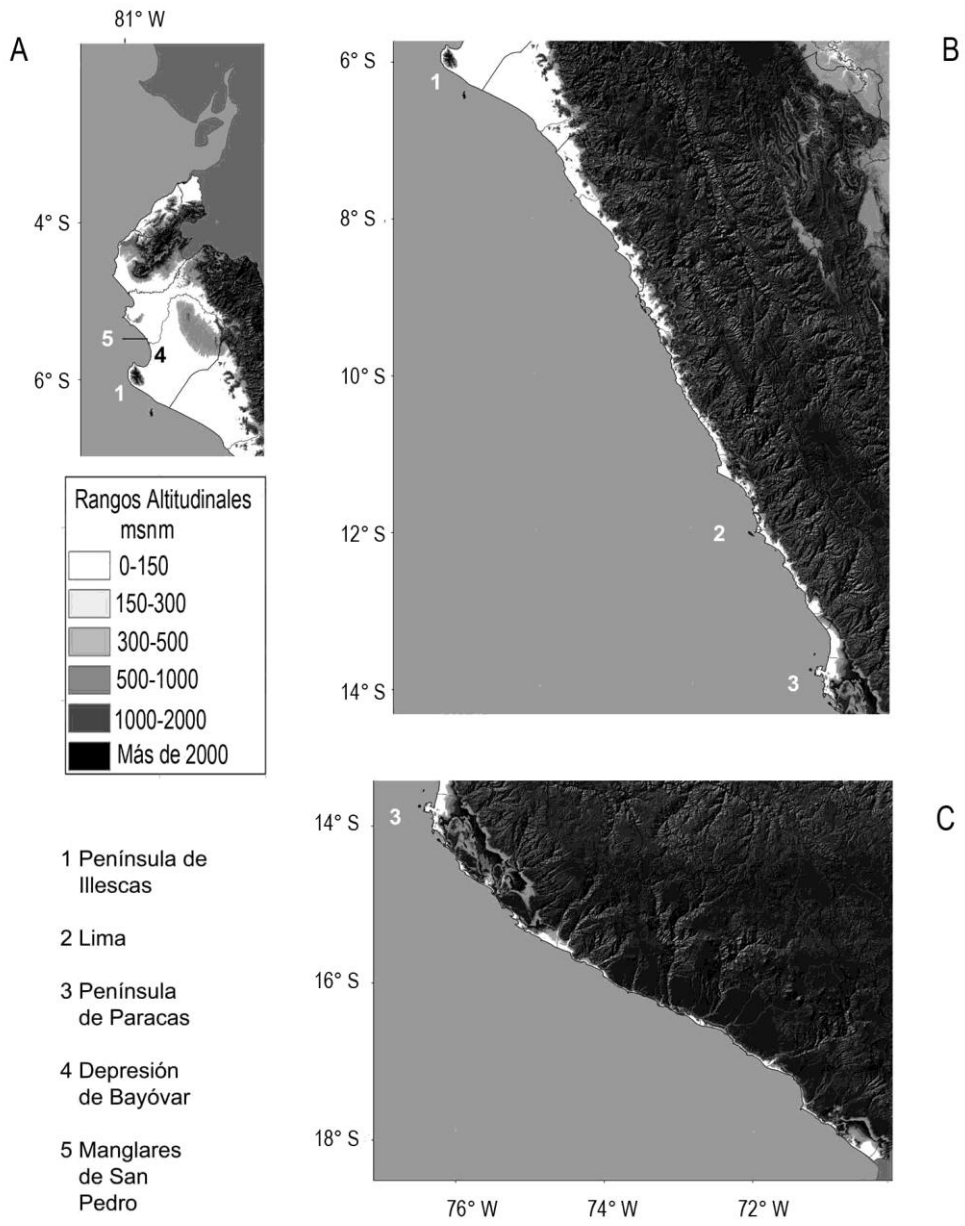 81° W
A
B
4° S
5
4
6° S
1
6° S
1
8° S
10° S
12° S
2
14° S
3
Rangos Altitudinales
msnm
0-150
150-300
300-500
500-1000
1000-2000
Más de 2000
1 Península de
Illescas
2 Lima
3 Península
de Paracas
4 Depresión
de Bayóvar
5 Manglares
de San
Pedro
C
14° S
3
16° S
18° S
76° W
74° W
72° W